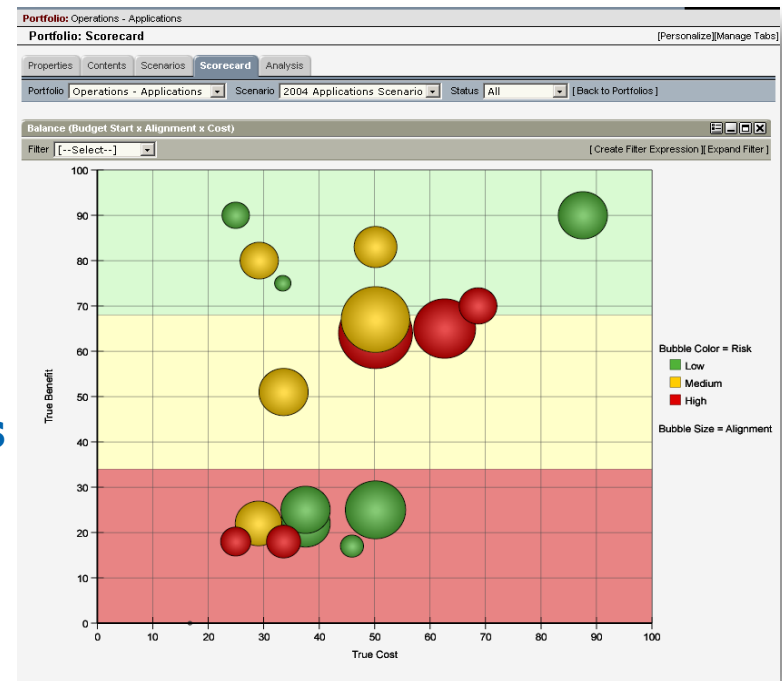 Portfolio: Operations - Applications
Portfolio: Scorecard [Personalize][Manage Tabs]
Properties Contents Scenarios Scorecard Analysis
Portfolio Operations - Applications Scenario 2004 Applications Scenario Status All [Back to Portfolios]
Balance (Budget Start x Alignment x Cost)
Filter [--Select--] [ Create Filter Expression ][ Expand Filter ]
100
90
80
70
60
50
40
30
20
10
0
True Benefit
0 10 20 30 40 50 60 70 80 90 100
True Cost
Bubble Color = Risk
Low
Medium
High
Bubble Size = Alignment
s